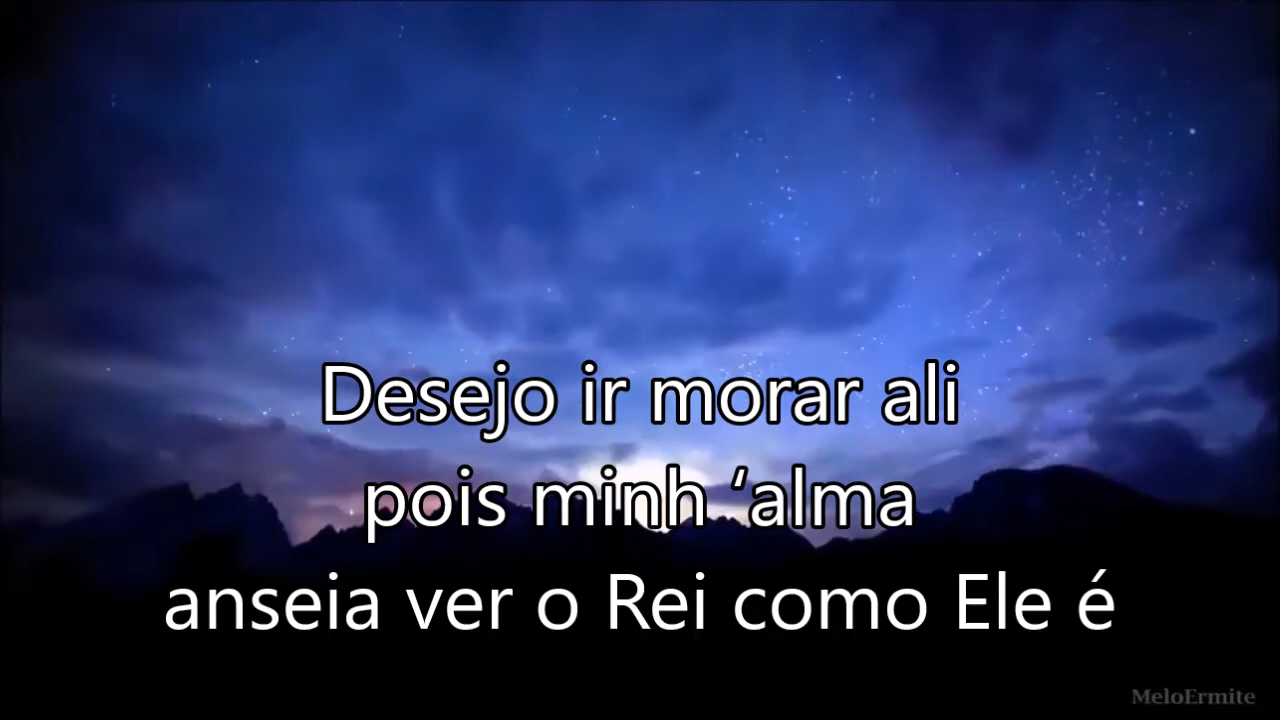 Desejo ir morar ali
pois minh ‘alma
anseia ver o Rei como Ele é
MeloErmite